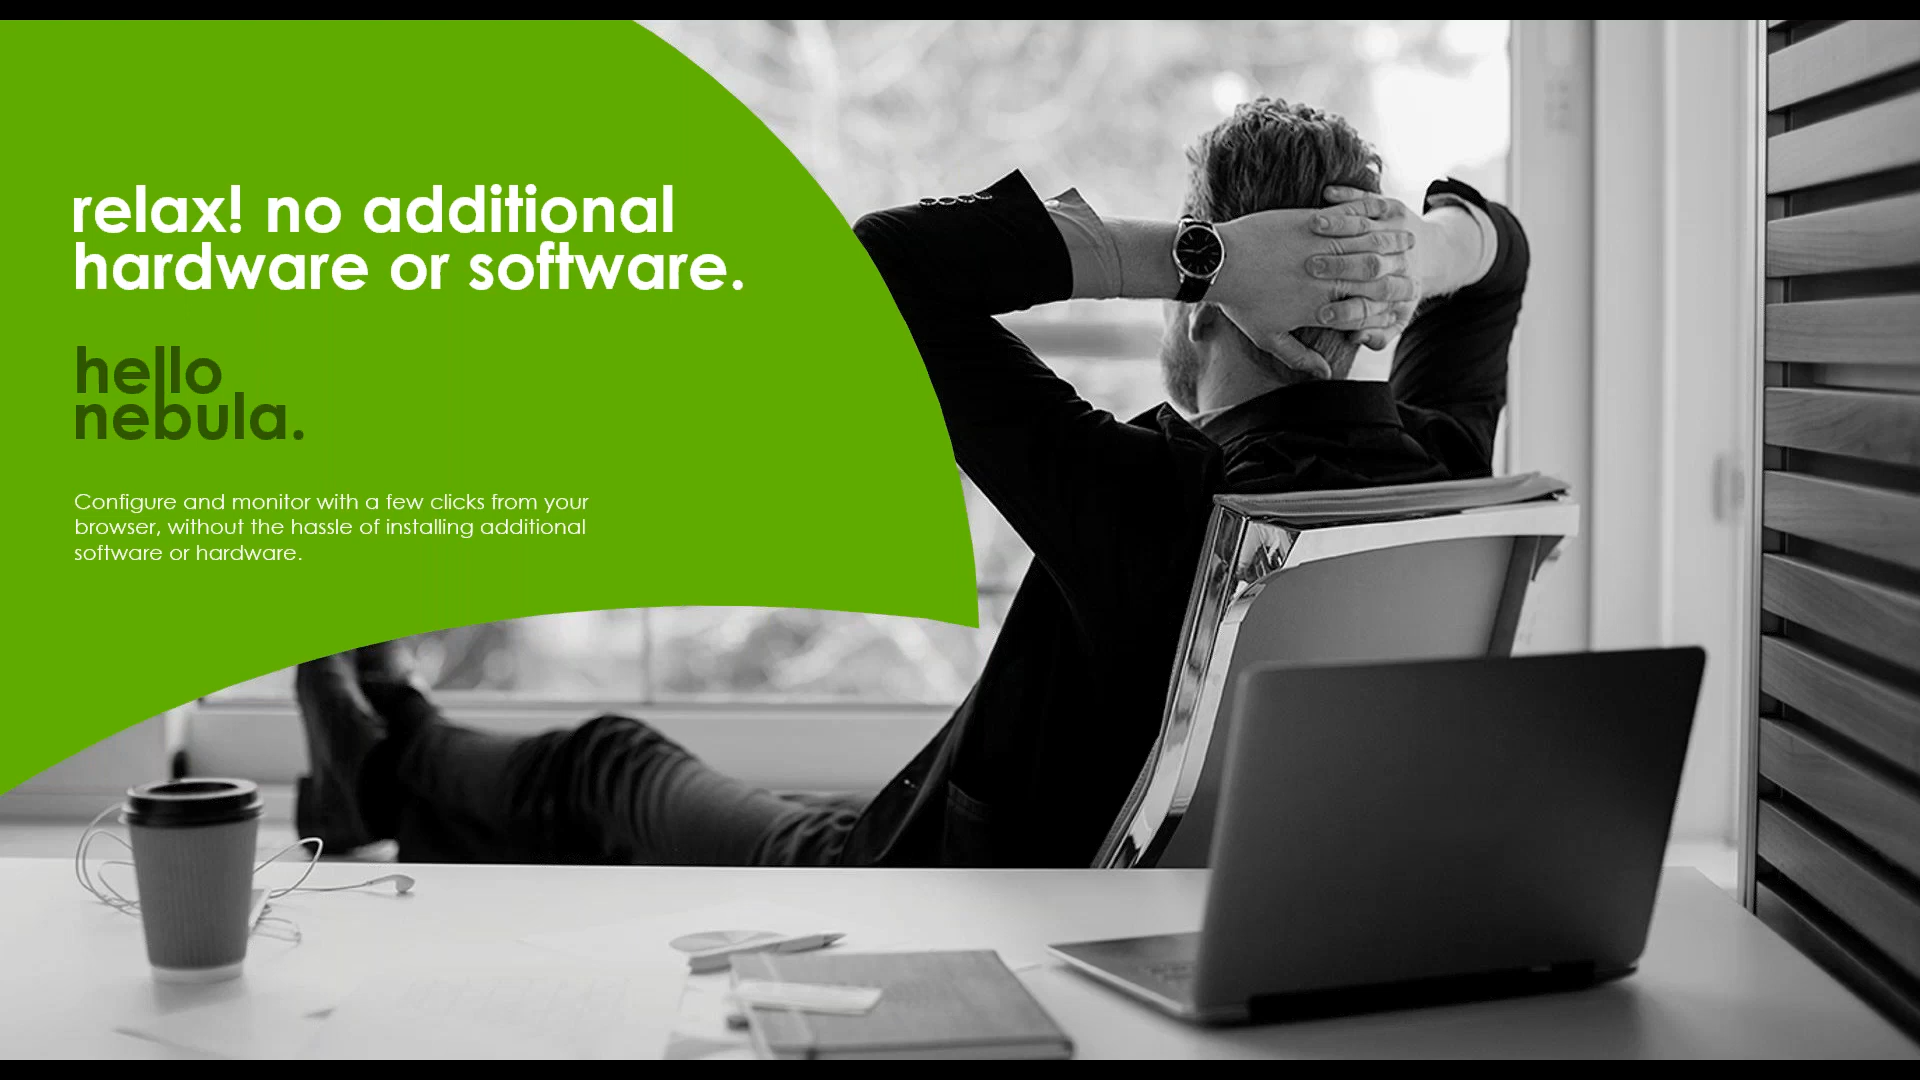 relax! no additional
hardware or software.
hello
nebula.
Configure and monitor with a few clicks from your
browser, without the hassle of installing additional
software or hardware.